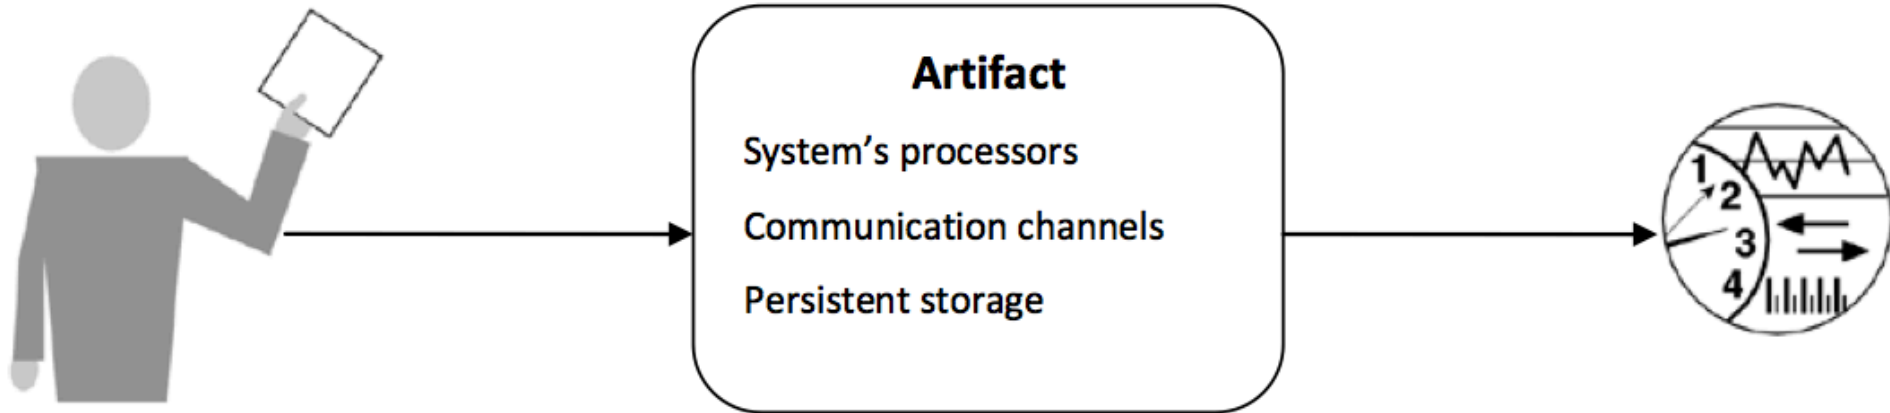 Artifact
System's processors
Communication channels
Persistent storage
1
2
3
4